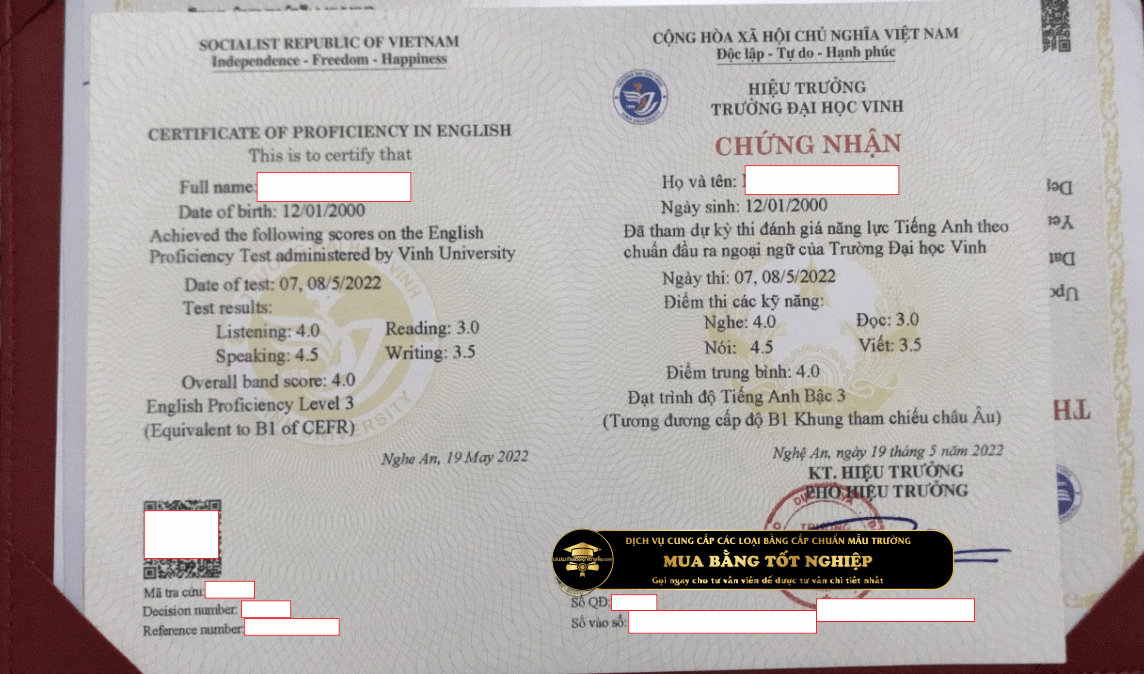 SOCIALIST REPUBLIC OF VIETNAM
Independence - Freedom - Happiness
CERTIFICATE OF PROFICIENCY IN ENGLISH
This is to certify that
Full name:
Date of birth: 12/01/2000
Achieved the following scores on the English
Proficiency Test administered by Vinh University
Date of test: 07, 08/5/2022
Test results:
Listening: 4.0 Reading: 3.0
Speaking: 4.5 Writing: 3.5
Overall band score: 4.0
English Proficiency Level 3
(Equivalent to B1 of CEFR)
Nghe An, 19 May 2022
Mã tra cứu:
Decision number:
Reference number:
CỘNG HÒA XÃ HỘI CHỦ NGHĨA VIỆT NAM
Độc lập - Tự do - Hạnh phúc
HIỆU TRƯỞNG
TRƯỜNG ĐẠI HỌC VINH
CHỨNG NHẬN
Họ và tên:
Ngày sinh: 12/01/2000
Đã tham dự kỳ thi đánh giá năng lực Tiếng Anh theo
chuẩn đầu ra ngoại ngữ của Trường Đại học Vinh
Ngày thi: 07, 08/5/2022
Điểm thi các kỹ năng:
Nghe: 4.0 Đọc: 3.0
Nói: 4.5 Viết: 3.5
Điểm trung bình: 4.0
Đạt trình độ Tiếng Anh Bậc 3
(Tương đương cấp độ B1 Khung tham chiếu châu Âu)
Nghệ An, ngày 19 tháng 5 năm 2022
KT. HIỆU TRƯỞNG
PHÓ HIỆU TRƯỞNG
DỊCH VỤ CUNG CẤP CÁC LOẠI BẰNG CẤP CHUẨN MẪU TRƯỜNG
MUA BẰNG TỐT NGHIỆP
Gọi ngay cho tư vấn viên để được tư vấn chi tiết nhất
Số QĐ:
Số vào sổ: